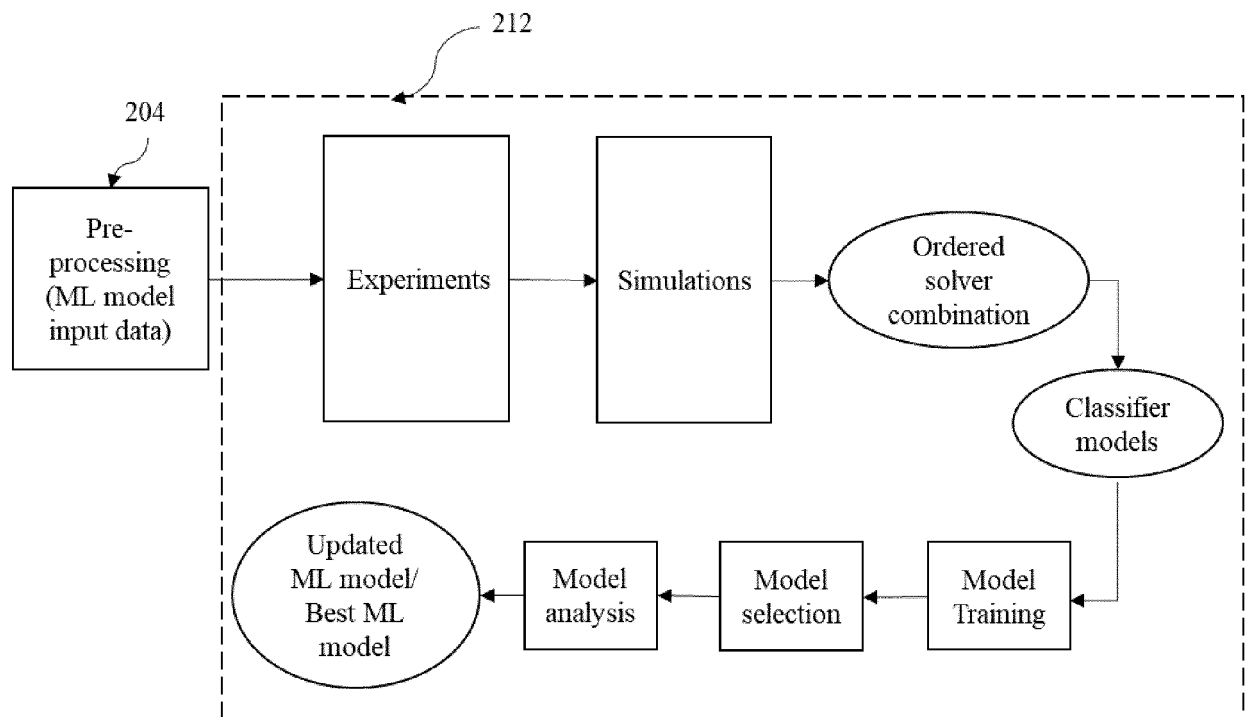 212
204
Pre-
processing
(ML model
input data)
Experiments
Simulations
Ordered
solver
combination
Classifier
models
Updated
ML model/
Best ML
model
Model
analysis
Model
selection
Model
Training